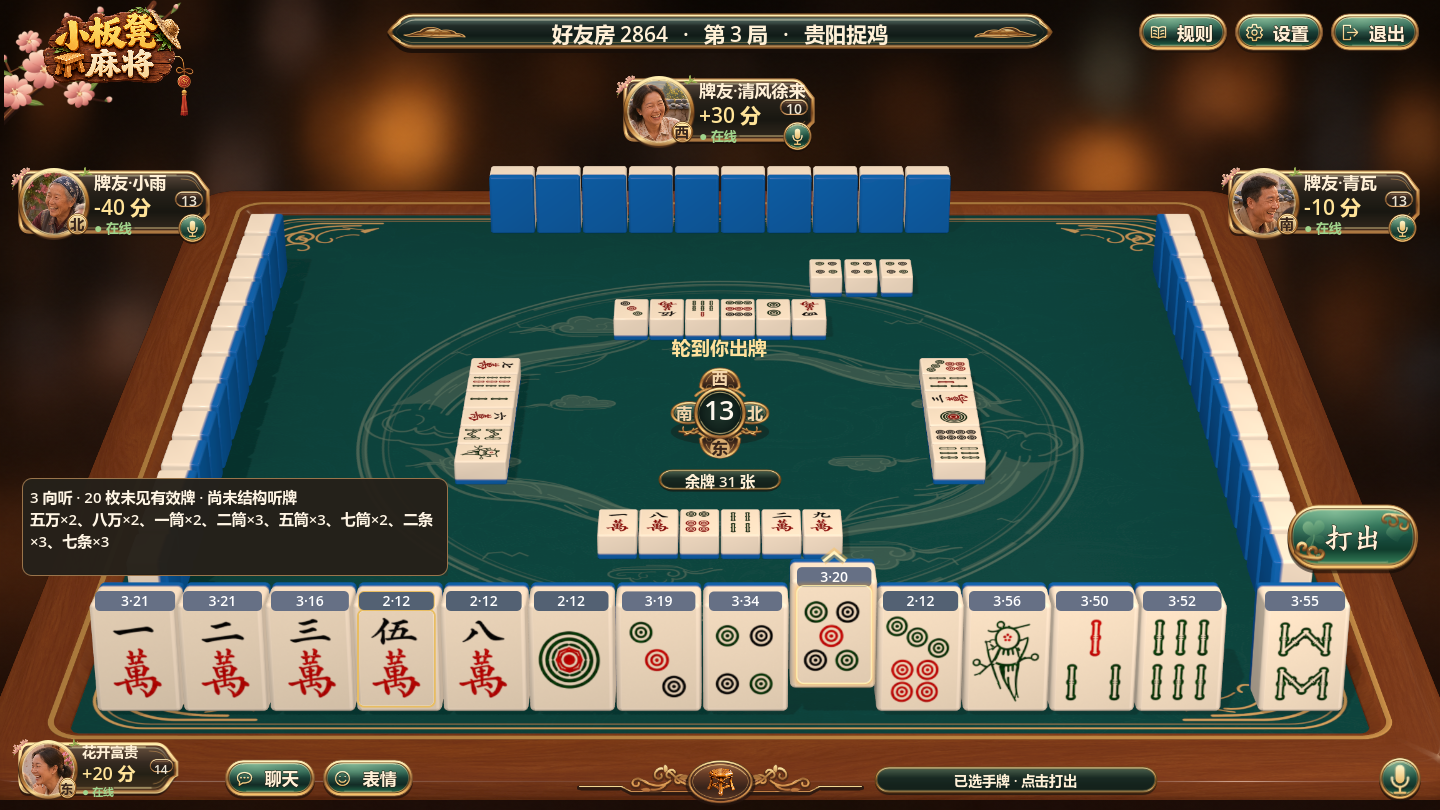 小板凳
麻将
好友房 2864 · 第 3 局 · 贵阳捉鸡
规则
设置
退出
牌友·清风徐来
+30 分
10
西
在线
牌友·小雨
-40 分
13
北
在线
牌友·青瓦
-10 分
13
南
在线
轮到你出牌
西
南 13 北
东
余牌 31 张
一萬 八萬 二萬 九萬
3 向听 · 20 枚未见有效牌 · 尚未结构听牌
五万×2、八万×2、一筒×2、二筒×3、五筒×3、七筒×2、二条
×3、七条×3
打出
3·21 3·21 3·16 2·12 2·12 2·12 3·19 3·34 3·20 2·12 3·56 3·50 3·52 3·55
一 二 三 伍 八
萬 萬 萬 萬 萬
花开富贵
+20 分
14
东
在线
聊天
表情
已选手牌 · 点击打出